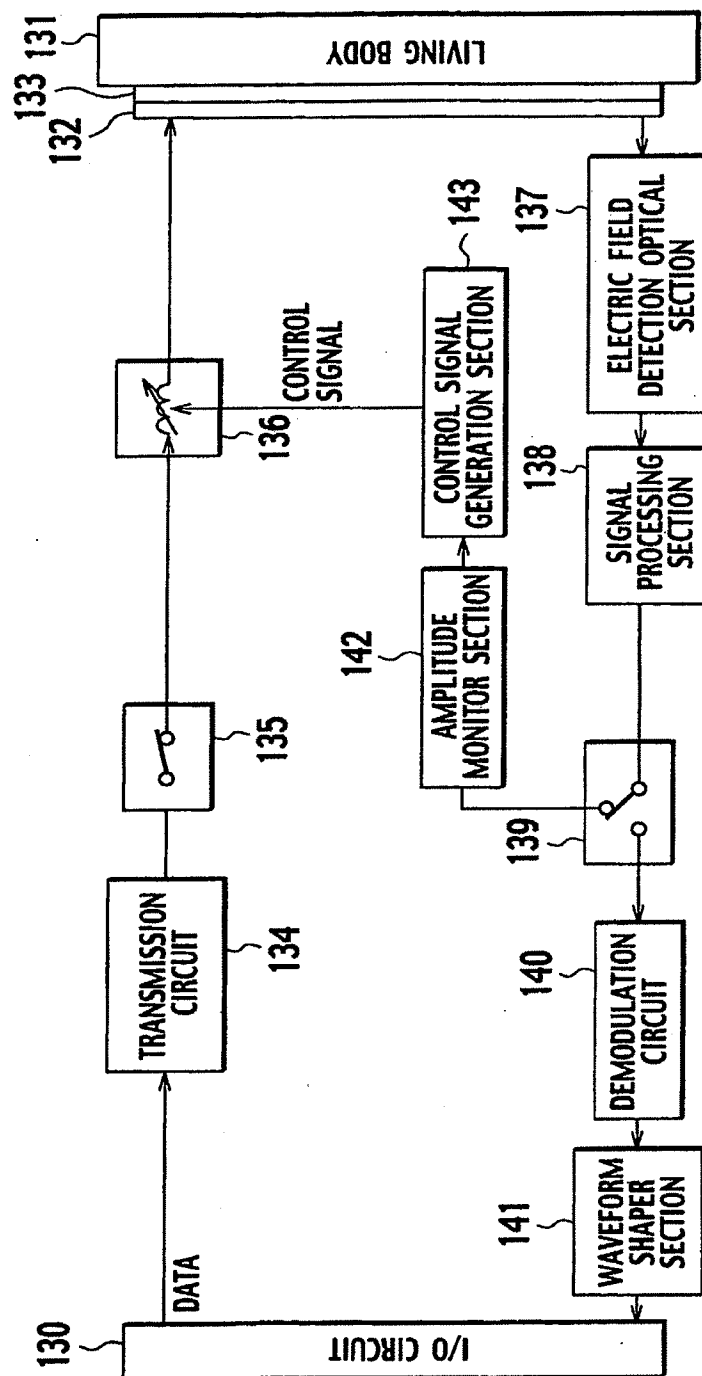 130
I/O CIRCUIT
DATA
TRANSMISSION
CIRCUIT
134
135
136
CONTROL
SIGNAL
132
133
131
LIVING BODY
143
CONTROL SIGNAL
GENERATION SECTION
142
AMPLITUDE
MONITOR SECTION
137
ELECTRIC FIELD
DETECTION OPTICAL
SECTION
138
SIGNAL
PROCESSING
SECTION
139
140
DEMODULATION
CIRCUIT
141
WAVEFORM
SHAPER
SECTION